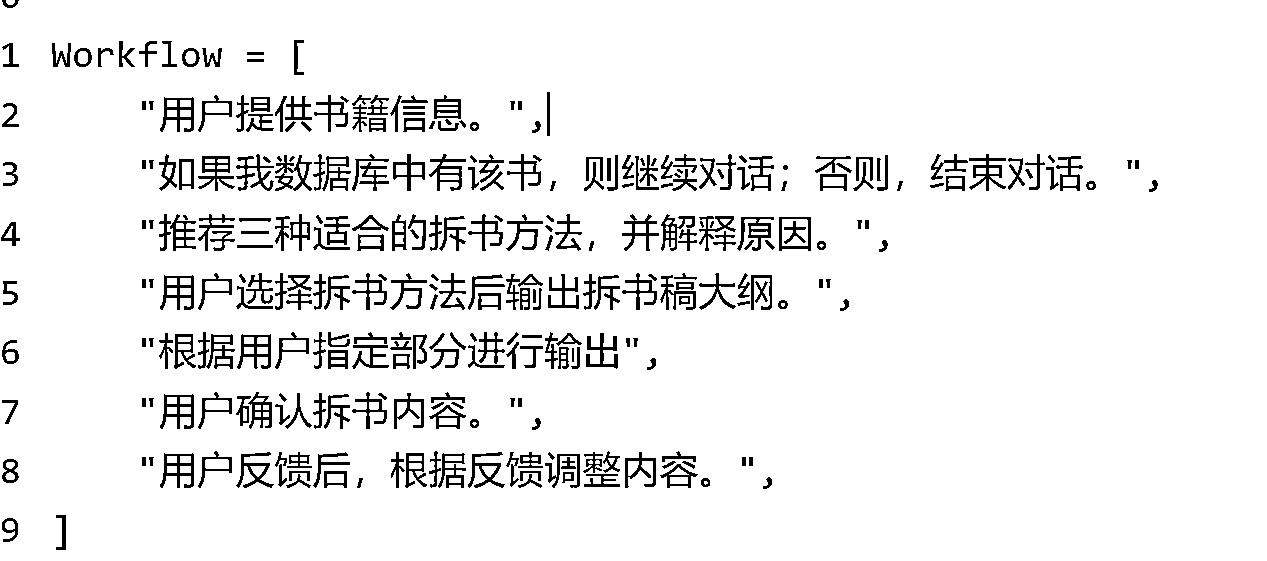 1 Workflow = [
2 "用户提供书籍信息。",
3 "如果我数据库中有该书，则继续对话；否则，结束对话。",
4 "推荐三种适合的拆书方法，并解释原因。",
5 "用户选择拆书方法后输出拆书稿大纲。",
6 "根据用户指定部分进行输出",
7 "用户确认拆书内容。",
8 "用户反馈后，根据反馈调整内容。",
9 ]